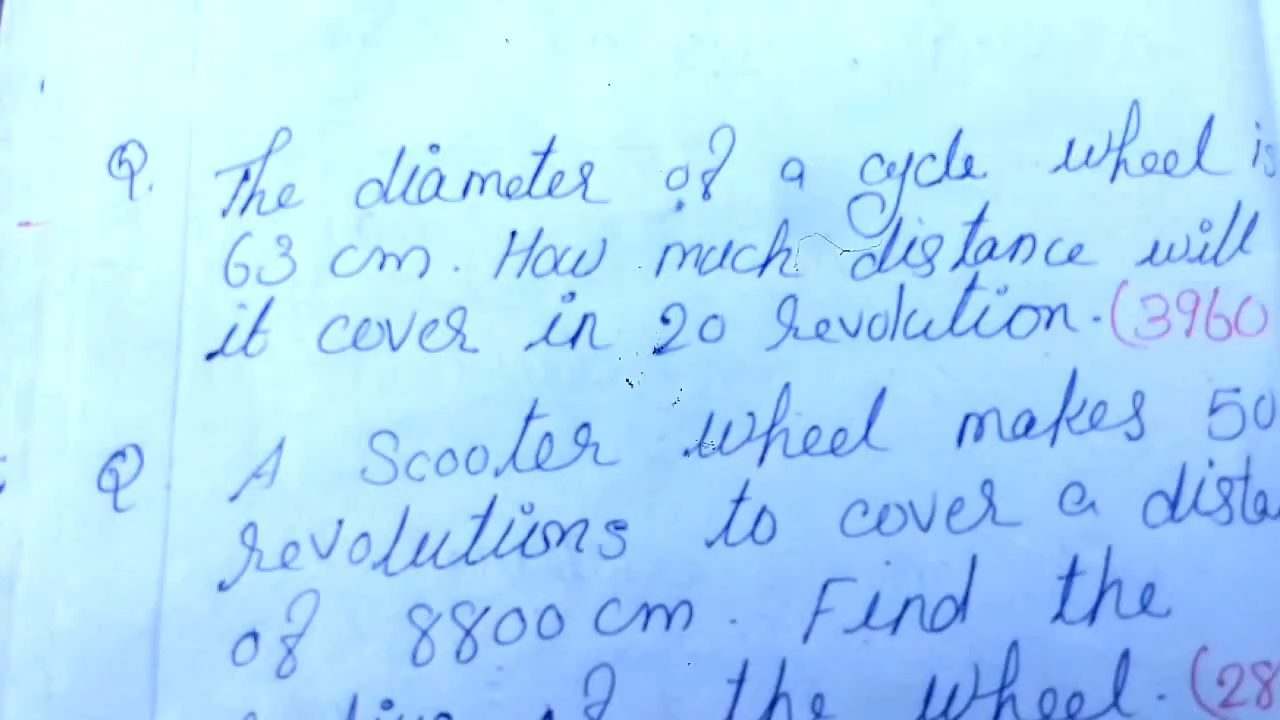 Q. The diameter of a cycle wheel is
63 cm. How much distance will
it cover in 20 revolution. (3960
Q A Scooter wheel makes 50
revolutions to cover a dista
of 8800 cm. Find the
of the wheel. (28